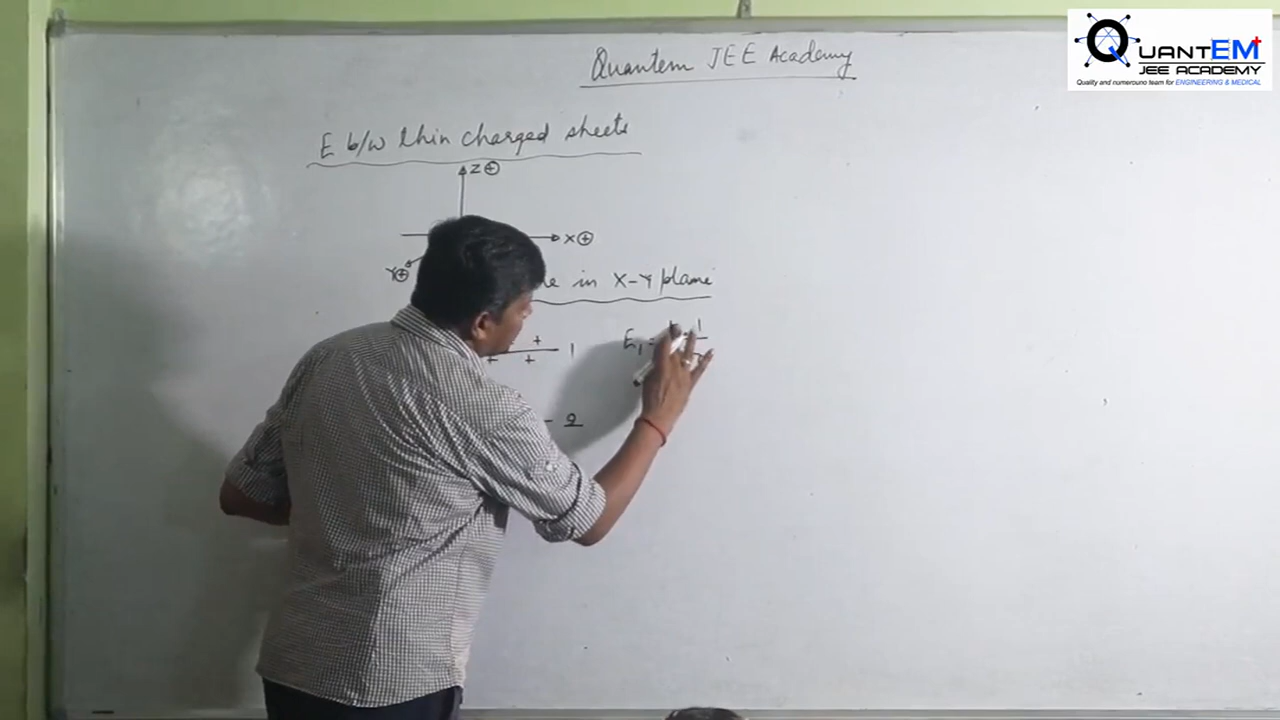 Quantem JEE Academy
QUANTEM
JEE ACADEMY
Quality and numerouno team for ENGINEERING & MEDICAL
E b/w thin charged sheets
Z⊕
X⊕
Y⊕
in X-Y plane
+
+ + 1
E₁ =
- 2